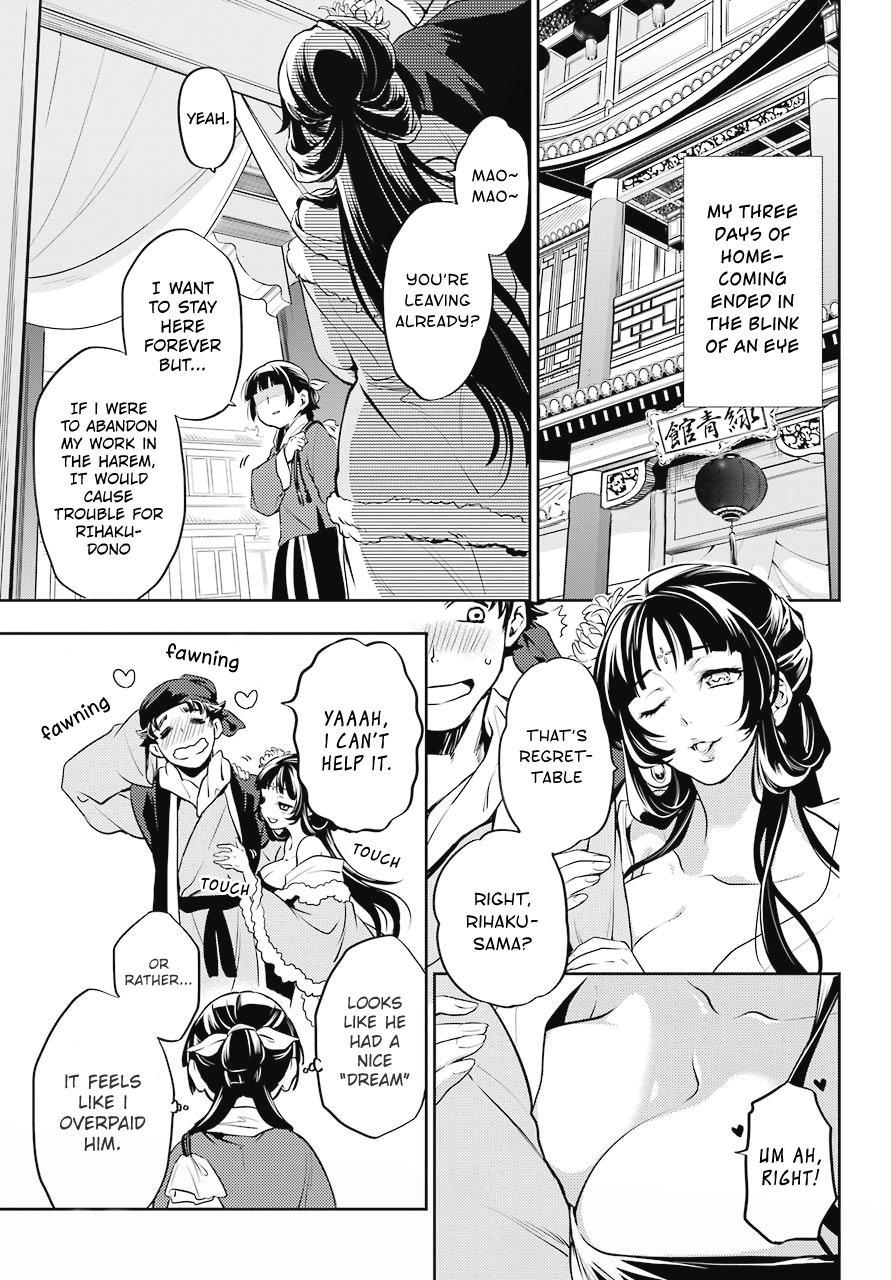 MY THREE
DAYS OF
HOME-
COMING
ENDED IN
THE BLINK
OF AN EYE
館青緑
MAO~
MAO~
YOU'RE
LEAVING
ALREADY?
YEAH.
I WANT
TO STAY
HERE
FOREVER
BUT...
IF I WERE
TO ABANDON
MY WORK IN
THE HAREM,
IT WOULD
CAUSE
TROUBLE FOR
RIHAKU-
DONO
THAT'S
REGRET-
TABLE
RIGHT,
RIHAKU-
SAMA?
UM AH,
RIGHT!
fawning
fawning
YAAAH,
I CAN'T
HELP IT.
TOUCH
TOUCH
LOOKS
LIKE HE
HAD A
NICE
"DREAM"
OR
RATHER...
IT FEELS
LIKE I
OVERPAID
HIM.